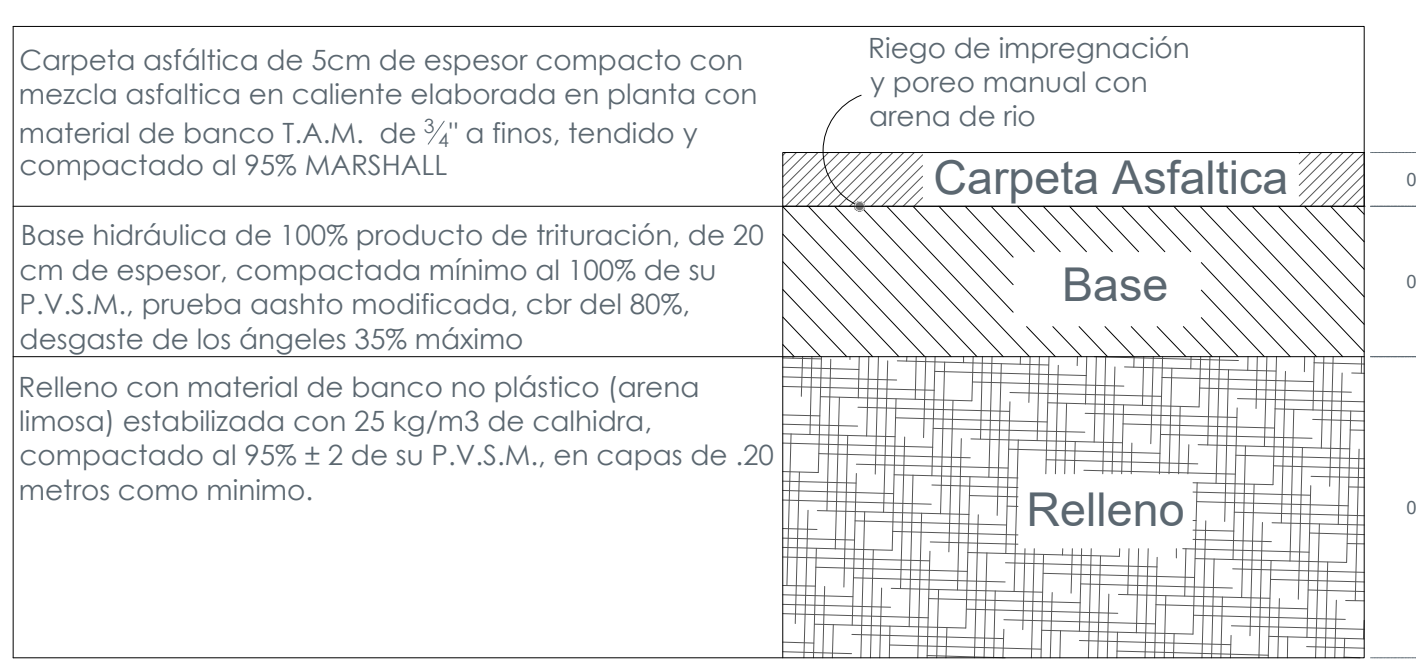 Carpeta asfáltica de 5cm de espesor compacto con
mezcla asfaltica en caliente elaborada en planta con
material de banco T.A.M. de ¾" a finos, tendido y
compactado al 95% MARSHALL
Riego de impregnación
y poreo manual con
arena de rio
Carpeta Asfaltica
0
Base hidráulica de 100% producto de trituración, de 20
cm de espesor, compactada mínimo al 100% de su
P.V.S.M., prueba aashto modificada, cbr del 80%,
desgaste de los ángeles 35% máximo
Base
0
Relleno con material de banco no plástico (arena
limosa) estabilizada con 25 kg/m3 de calhidra,
compactado al 95% ± 2 de su P.V.S.M., en capas de .20
metros como minimo.
Relleno
0